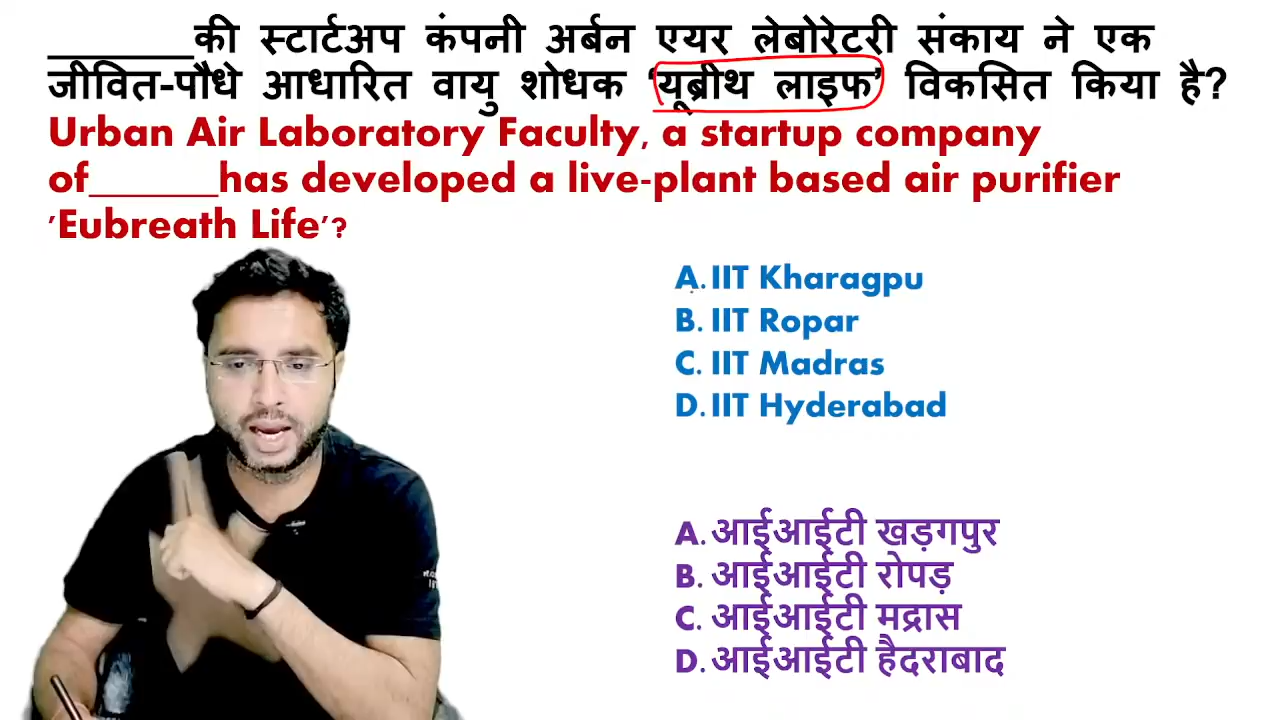 _______की स्टार्टअप कंपनी अर्बन एयर लेबोरेटरी संकाय ने एक
जीवित-पौधे आधारित वायु शोधक 'यूब्रीथ लाइफ' विकसित किया है?
Urban Air Laboratory Faculty, a startup company
of______has developed a live-plant based air purifier
'Eubreath Life'?
A. IIT Kharagpu
B. IIT Ropar
C. IIT Madras
D. IIT Hyderabad
A. आईआईटी खड़गपुर
B. आईआईटी रोपड़
C. आईआईटी मद्रास
D. आईआईटी हैदराबाद